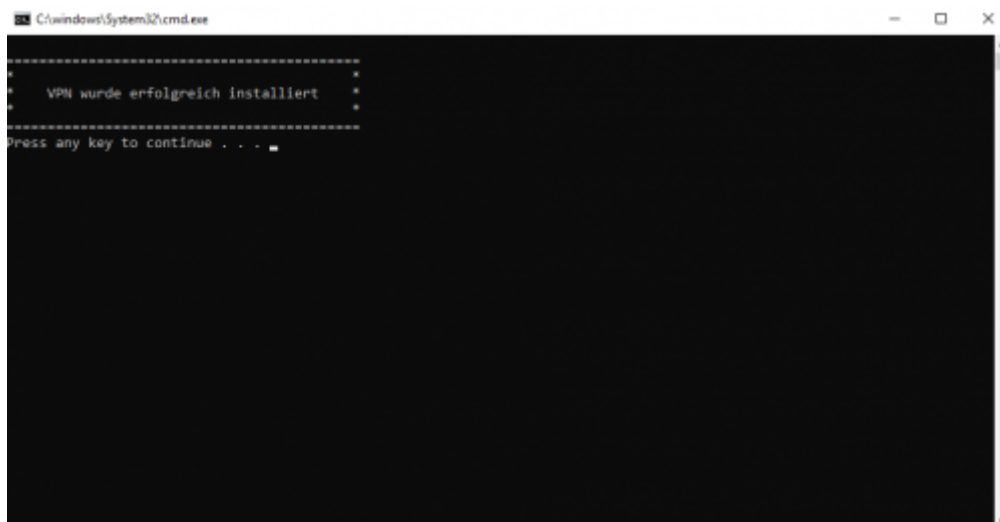 C:\windows\System32\cmd.exe
********************************************
* *
* VPN wurde erfolgreich installiert *
* *
********************************************
Press any key to continue . . .